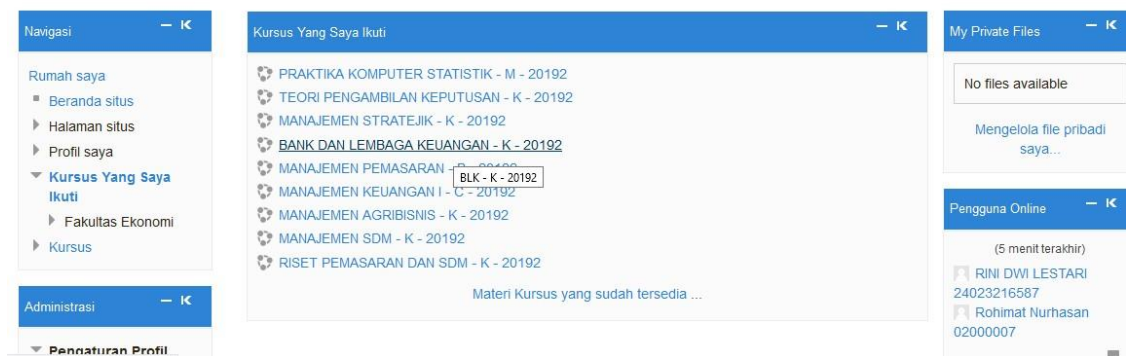 Navigasi
Rumah saya
Beranda situs
Halaman situs
Profil saya
Kursus Yang Saya
Ikuti
Fakultas Ekonomi
Kursus
Administrasi
Pengaturan Profil
Kursus Yang Saya Ikuti
PRAKTIKA KOMPUTER STATISTIK - M - 20192
TEORI PENGAMBILAN KEPUTUSAN - K - 20192
MANAJEMEN STRATEJIK - K - 20192
BANK DAN LEMBAGA KEUANGAN - K - 20192
MANAJEMEN PEMASARAN -
BLK - K - 20192
MANAJEMEN KEUANGAN I - C - 20192
MANAJEMEN AGRIBISNIS - K - 20192
MANAJEMEN SDM - K - 20192
RISET PEMASARAN DAN SDM - K - 20192
Materi Kursus yang sudah tersedia ...
My Private Files
No files available
Mengelola file pribadi
saya...
Pengguna Online
(5 menit terakhir)
RINI DWI LESTARI
24023216587
Rohimat Nurhasan
02000007